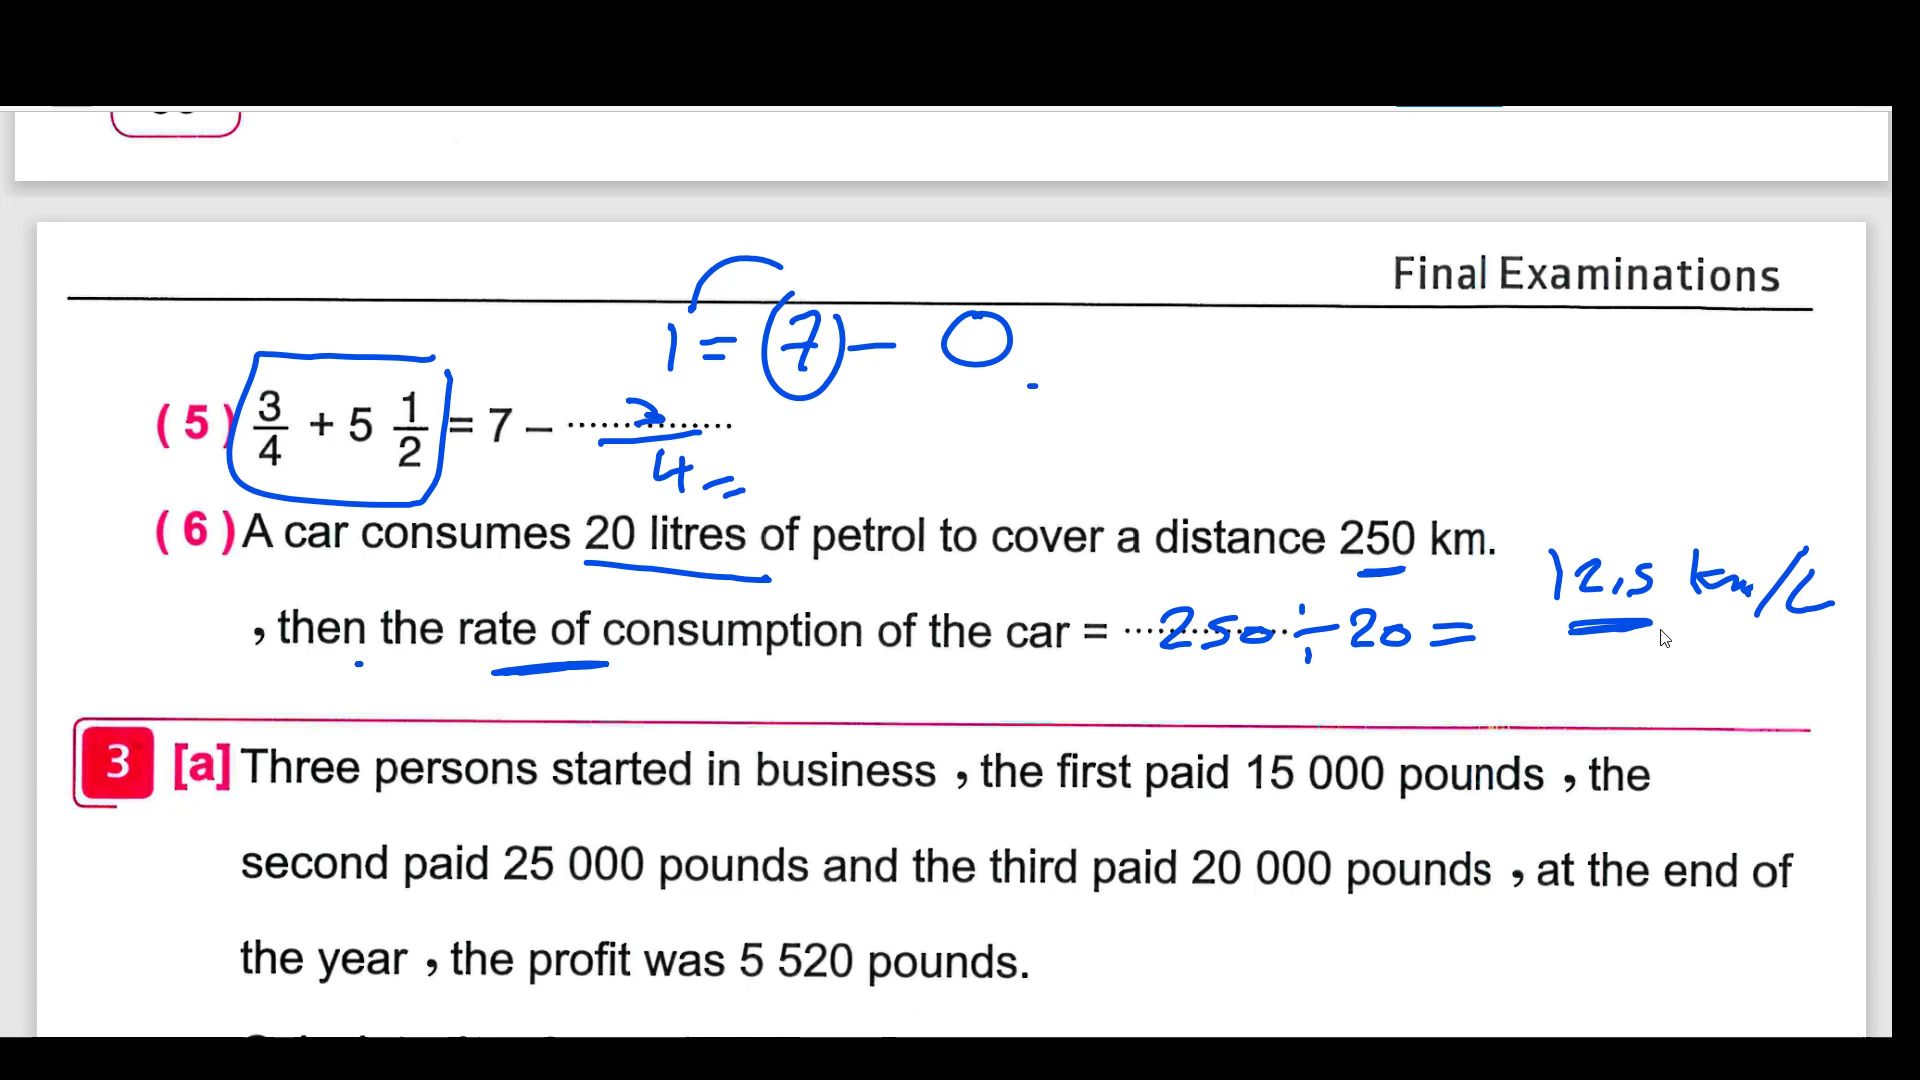 Final Examinations
1 = 7 - 0
( 5 ) 3/4 + 5 1/2 = 7 – 3/4 =
( 6 ) A car consumes 20 litres of petrol to cover a distance 250 km.
12,5 km/L
, then the rate of consumption of the car = 250 ÷ 20 =
3 [a] Three persons started in business , the first paid 15 000 pounds , the
second paid 25 000 pounds and the third paid 20 000 pounds , at the end of
the year , the profit was 5 520 pounds.